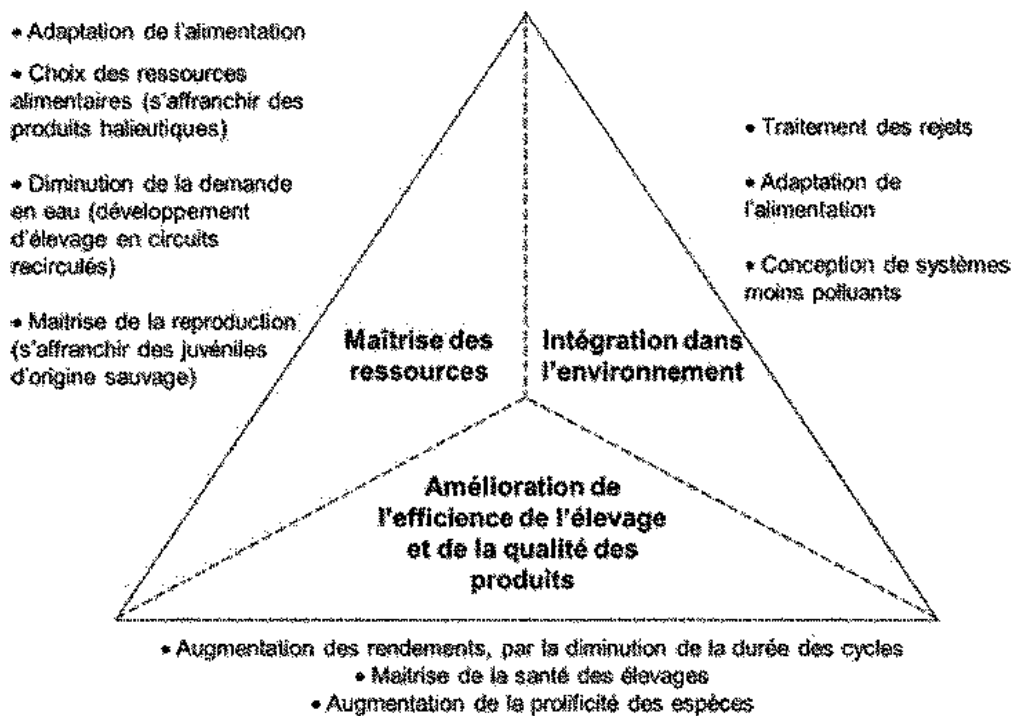 • Adaptation de l'alimentation
• Choix des ressources
alimentaires (s'affranchir des
produits halieutiques)
• Diminution de la demande
en eau (développement
d'élevage en circuits
recirculés)
• Maîtrise de la reproduction
(s'affranchir des juvéniles
d'origine sauvage)
• Traitement des rejets
• Adaptation de
l'alimentation
• Conception de systèmes
moins polluants
Maîtrise des
ressources
Intégration dans
l'environnement
Amélioration de
l'efficience de l'élevage
et de la qualité des
produits
• Augmentation des rendements, par la diminution de la durée des cycles
• Maitrise de la santé des élevages
• Augmentation de la prolificité des espèces